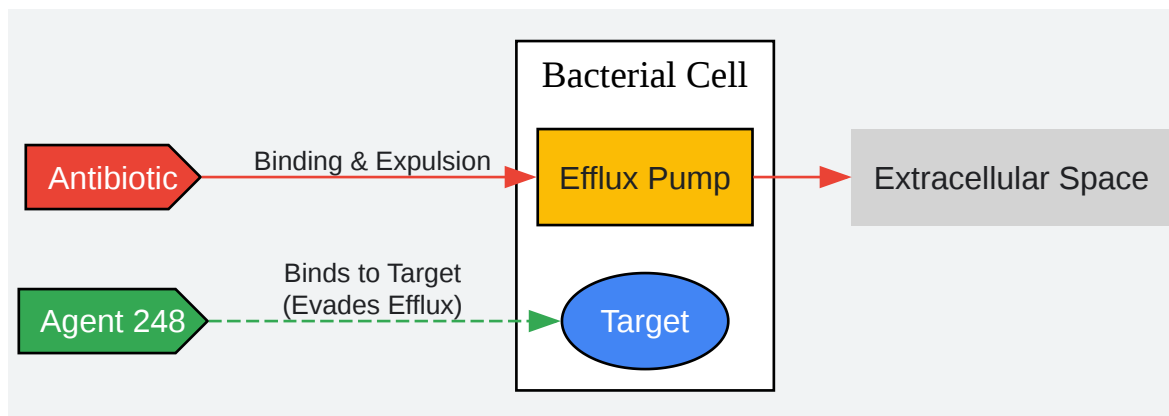 Bacterial Cell
Antibiotic
Binding & Expulsion
Efflux Pump
Extracellular Space
Agent 248
Binds to Target
(Evades Efflux)
Target